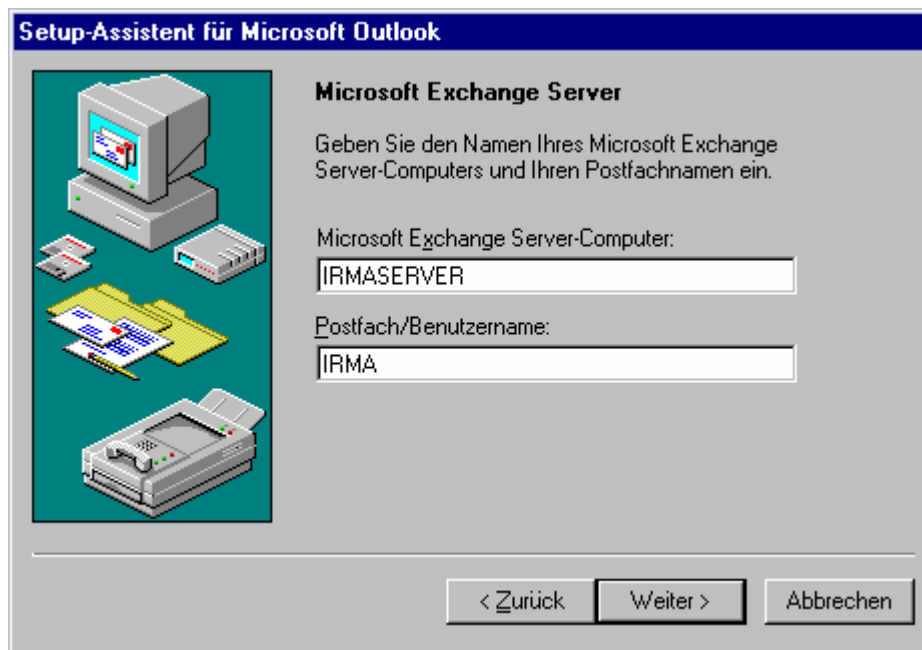 Setup-Assistent für Microsoft Outlook
Microsoft Exchange Server
Geben Sie den Namen Ihres Microsoft Exchange
Server-Computers und Ihren Postfachnamen ein.
Microsoft Exchange Server-Computer:
IRMASERVER
Postfach/Benutzername:
IRMA
< Zurück
Weiter >
Abbrechen